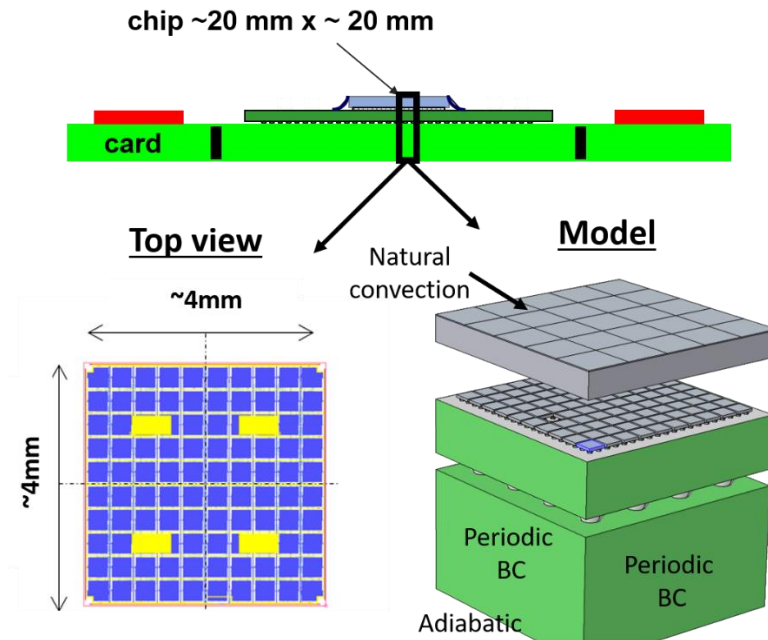 chip ~20 mm x ~ 20 mm
card
Top view
Model
Natural
convection
~4mm
~4mm
Periodic
BC
Periodic
BC
Adiabatic